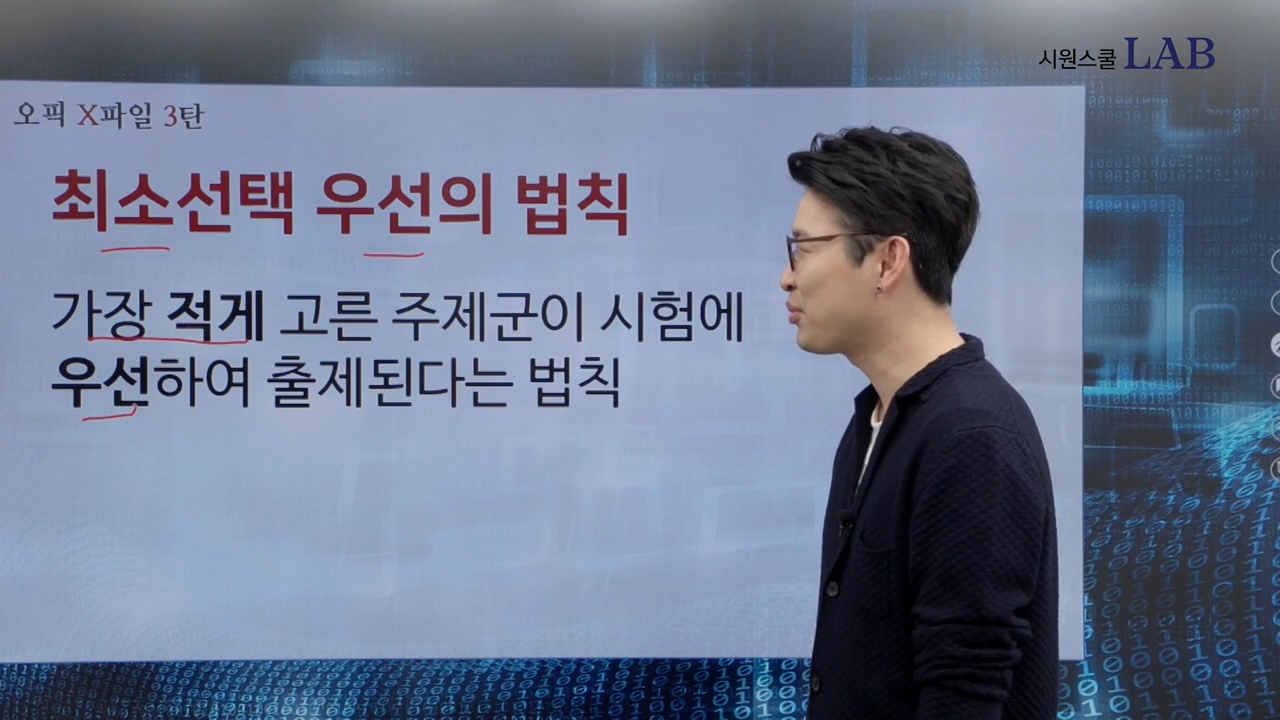 시원스쿨 LAB
오픽 X파일 3탄
최소선택 우선의 법칙
가장 적게 고른 주제군이 시험에
우선하여 출제된다는 법칙